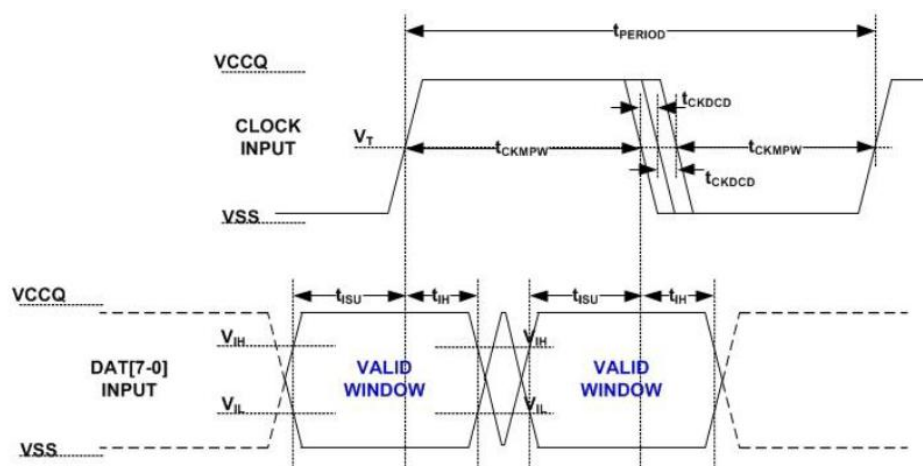 tPERIOD
VCCQ
tCKDCD
CLOCK
INPUT
VT
tCKMPW
tCKMPW
tCKDCD
VSS
VCCQ
tISU
tIH
tISU
tIH
VIH
VIH
DAT[7-0]
INPUT
VALID
WINDOW
VALID
WINDOW
VIL
VIL
VSS